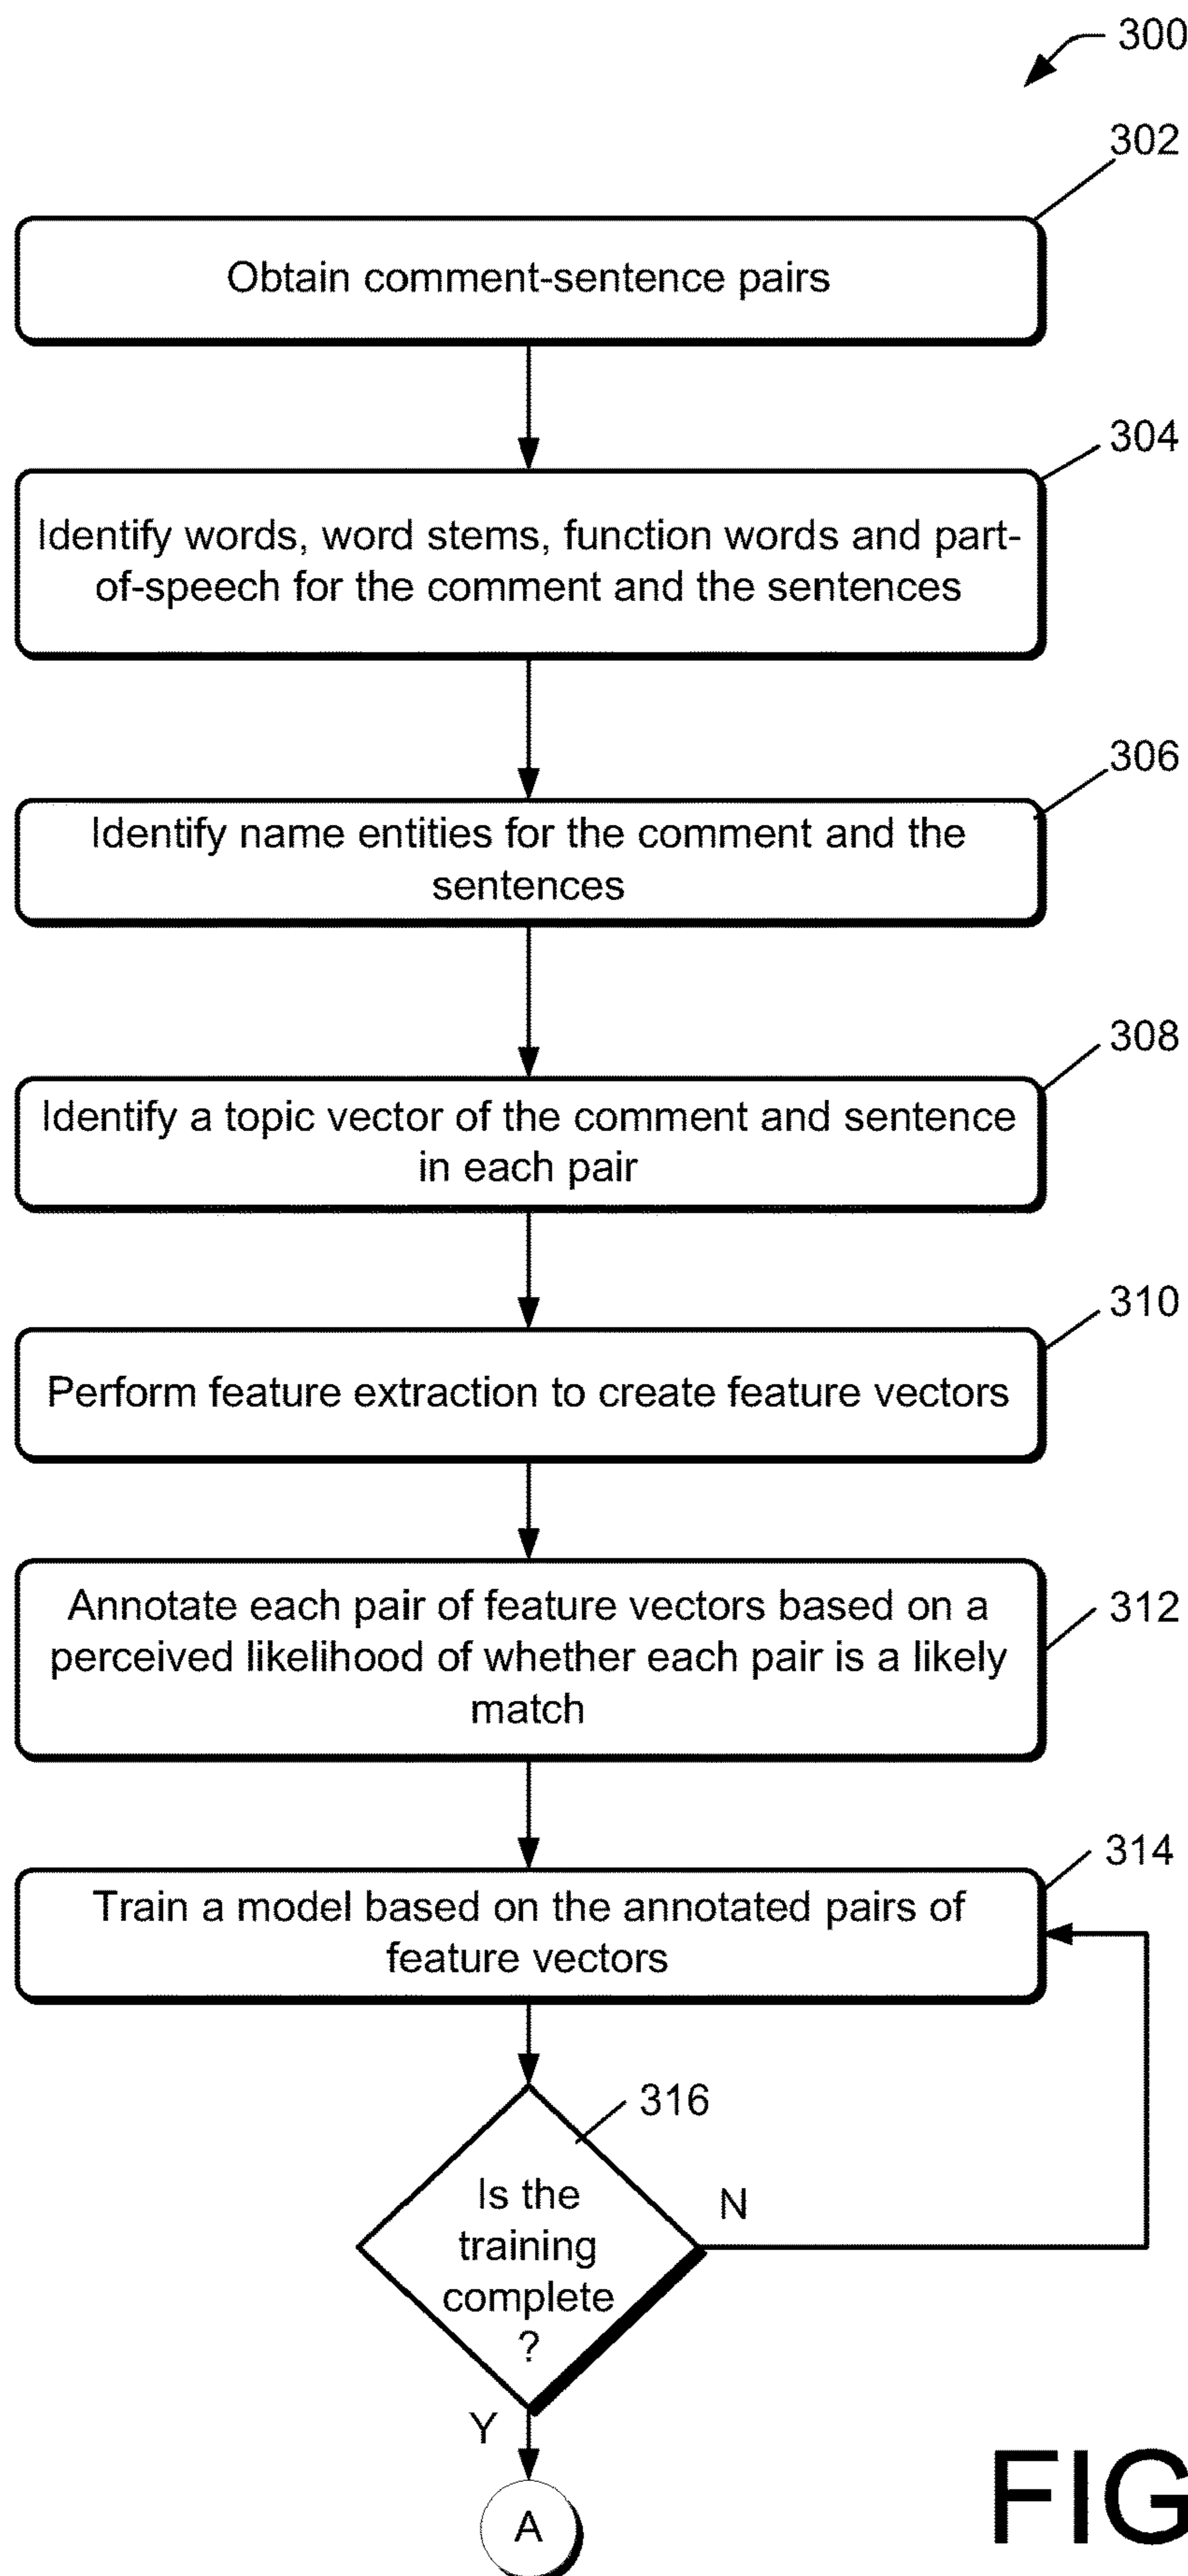 300
302
Obtain comment-sentence pairs
304
Identify words, word stems, function words and part-
of-speech for the comment and the sentences
306
Identify name entities for the comment and the
sentences
308
Identify a topic vector of the comment and sentence
in each pair
310
Perform feature extraction to create feature vectors
312
Annotate each pair of feature vectors based on a
perceived likelihood of whether each pair is a likely
match
314
Train a model based on the annotated pairs of
feature vectors
316
Is the
training
complete
?
N
Y
A
FIG